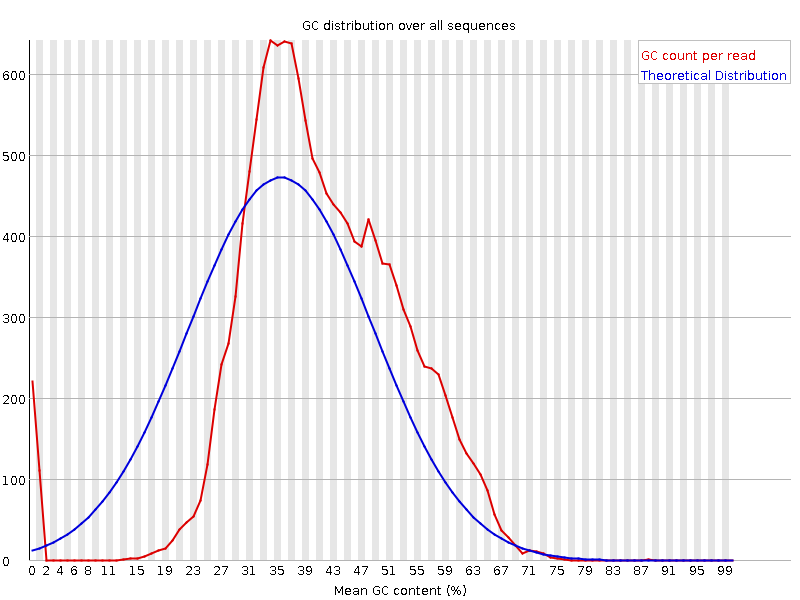 GC distribution over all sequences
GC count per read
Theoretical Distribution
600
500
400
300
200
100
0
0 2 4 6 8 11 15 19 23 27 31 35 39 43 47 51 55 59 63 67 71 75 79 83 87 91 95 99
Mean GC content (%)